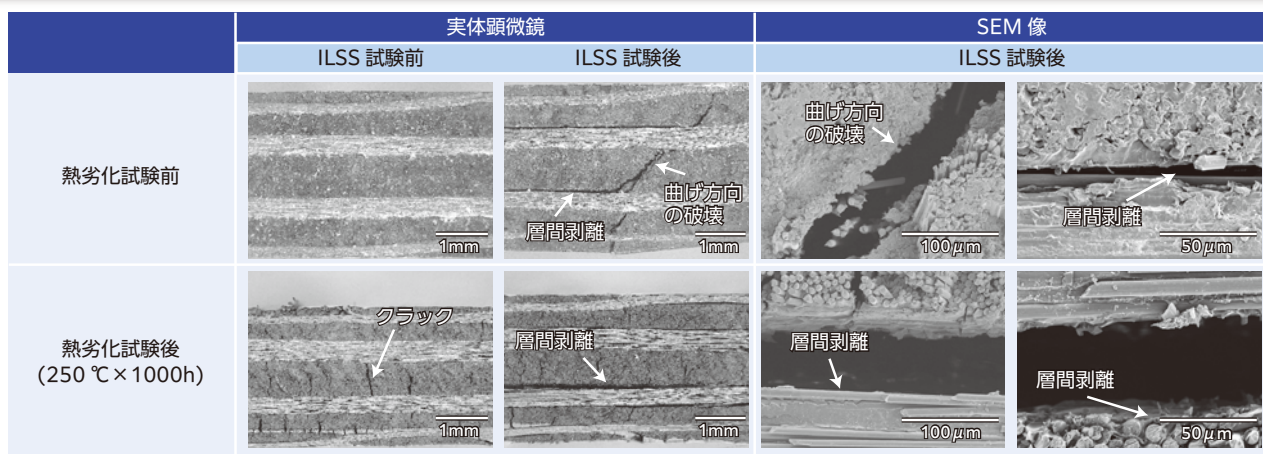 実体顕微鏡
SEM 像
ILSS 試験前
ILSS 試験後
ILSS 試験後
熱劣化試験前
1mm
層間剥離
曲げ方向
の破壊
1mm
曲げ方向
の破壊
100μm
層間剥離
50μm
熱劣化試験後
(250 ℃×1000h)
クラック
1mm
層間剥離
1mm
層間剥離
100μm
層間剥離
50μm